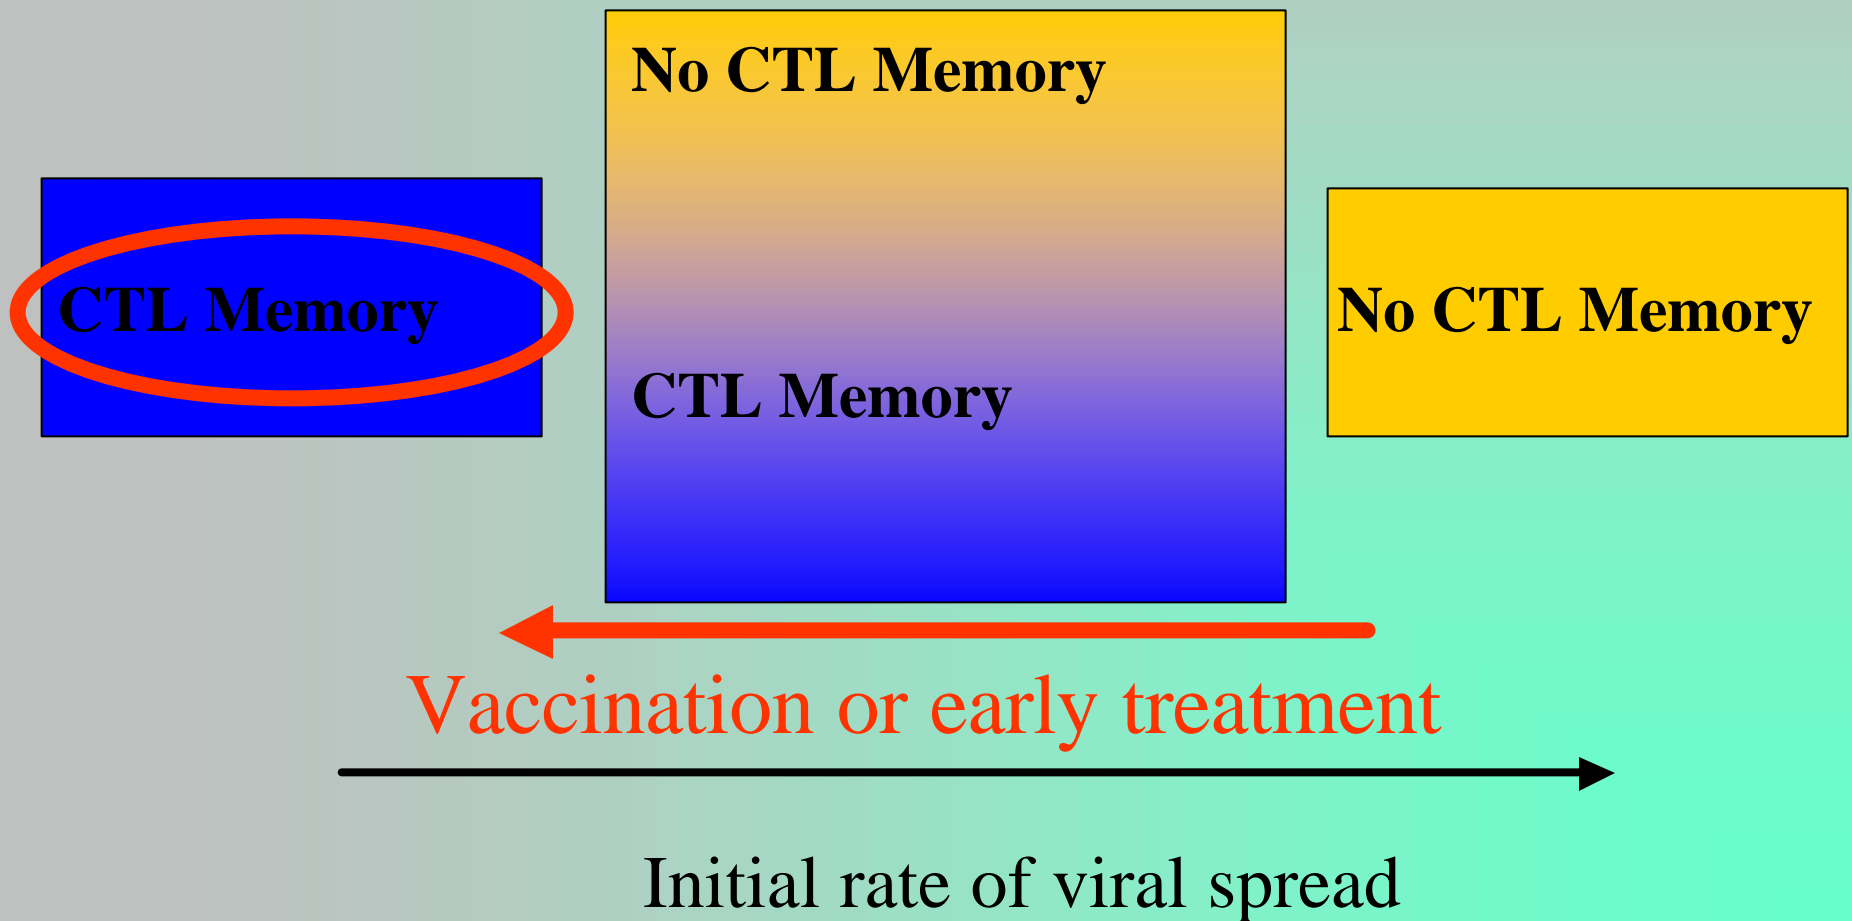 No CTL Memory
CTL Memory
No CTL Memory
CTL Memory
Vaccination or early treatment
Initial rate of viral spread